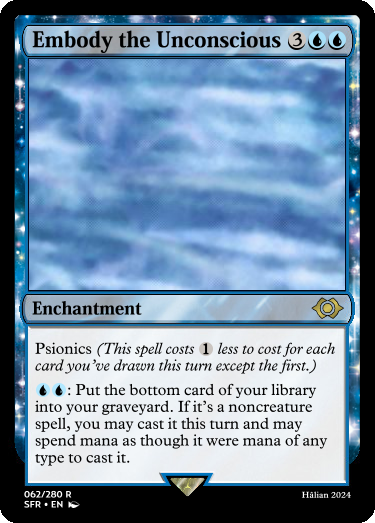 Embody the Unconscious 3
Enchantment
Psionics (This spell costs 1 less to cost for each
card you've drawn this turn except the first.)
: Put the bottom card of your library
into your graveyard. If it's a noncreature
spell, you may cast it this turn and may
spend mana as though it were mana of any
type to cast it.
062/280 R
SFR • EN
Hālian 2024